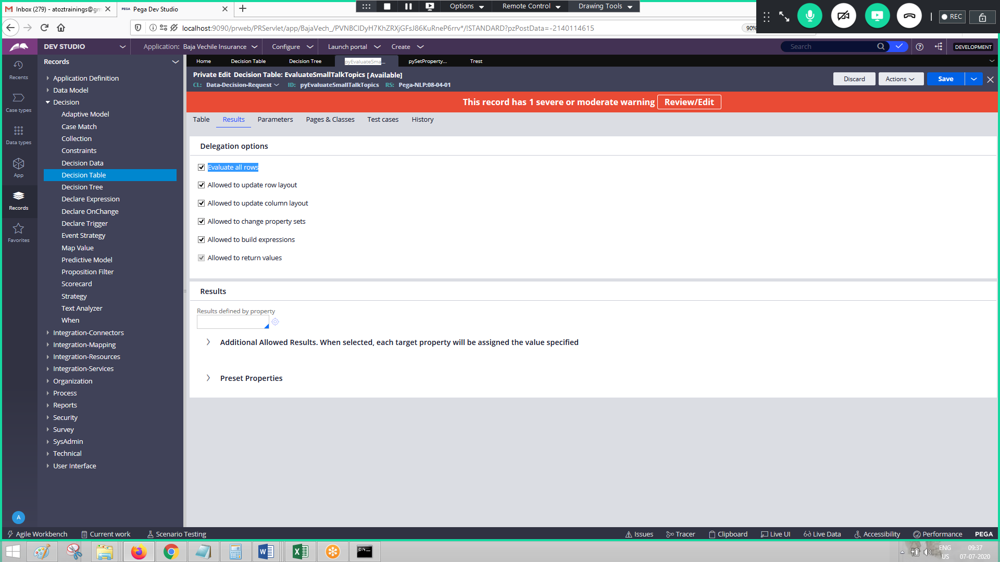 Inbox (279) - atoztrainings@gm
PEGA Pega Dev Studio
Options
Remote Control
Drawing Tools
REC
localhost:9090/prweb/PRServlet/app/BajaVech_/PVNBClDyH7KhZRXjGFsJ86KuRneP6rrv*/!STANDARD?pzPostData=-2140114615
90%
DEV STUDIO
Application: Baja Vechile Insurance
Configure
Launch portal
Create
Search
DEVELOPMENT
Recents
Case types
Data types
App
Records
Favorites
A
Records
Application Definition
Data Model
Decision
Adaptive Model
Case Match
Collection
Constraints
Decision Data
Decision Table
Decision Tree
Declare Expression
Declare OnChange
Declare Trigger
Event Strategy
Map Value
Predictive Model
Proposition Filter
Scorecard
Strategy
Text Analyzer
When
Integration-Connectors
Integration-Mapping
Integration-Resources
Integration-Services
Organization
Process
Reports
Security
Survey
SysAdmin
Technical
User Interface
Home
Decision Table
Decision Tree
pyEvaluateSma...
pySetProperty...
Trest
Private Edit Decision Table: EvaluateSmallTalkTopics [Available]
CL: Data-Decision-Request ID: pyEvaluateSmallTalkTopics RS: Pega-NLP:08-04-01
Discard
Actions
Save
This record has 1 severe or moderate warning Review/Edit
Table
Results
Parameters
Pages & Classes
Test cases
History
Delegation options
Evaluate all rows
Allowed to update row layout
Allowed to update column layout
Allowed to change property sets
Allowed to build expressions
Allowed to return values
Results
Results defined by property
Additional Allowed Results. When selected, each target property will be assigned the value specified
Preset Properties
Agile Workbench
Current work
Scenario Testing
Issues
Tracer
Clipboard
Live UI
Live Data
Accessibility
Performance
PEGA
ENG
US
09:37
07-07-2020